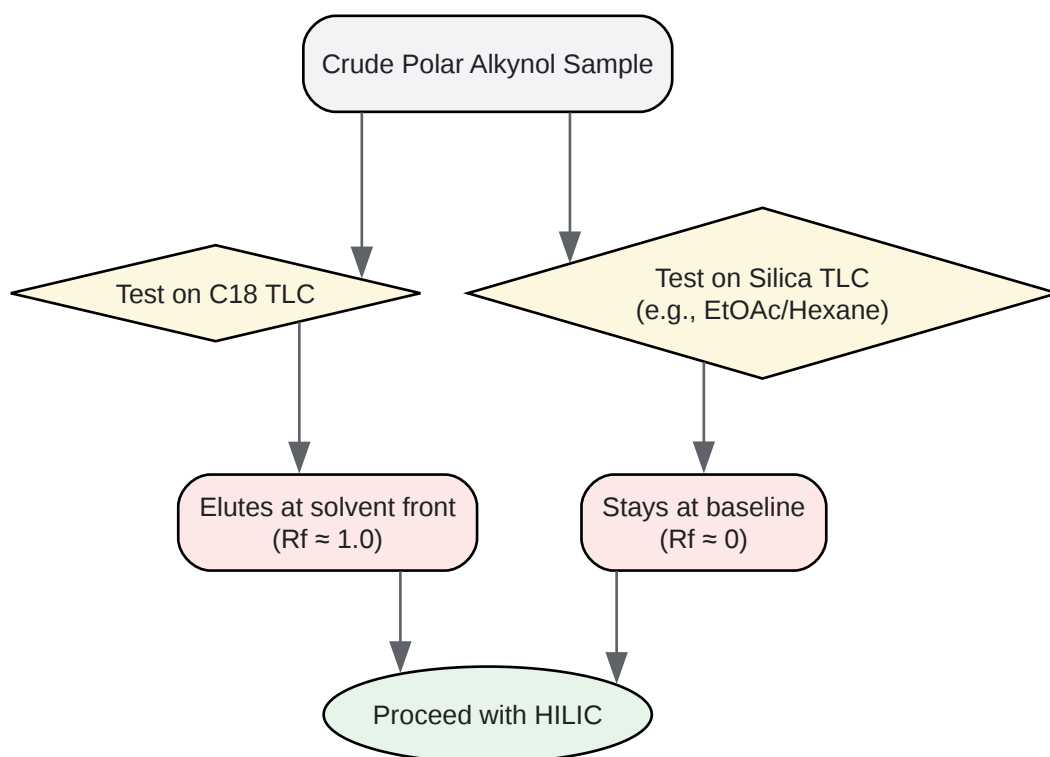 Crude Polar Alkynol Sample
Test on C18 TLC
Test on Silica TLC
(e.g., EtOAc/Hexane)
Elutes at solvent front
(Rf ≈ 1.0)
Stays at baseline
(Rf ≈ 0)
Proceed with HILIC